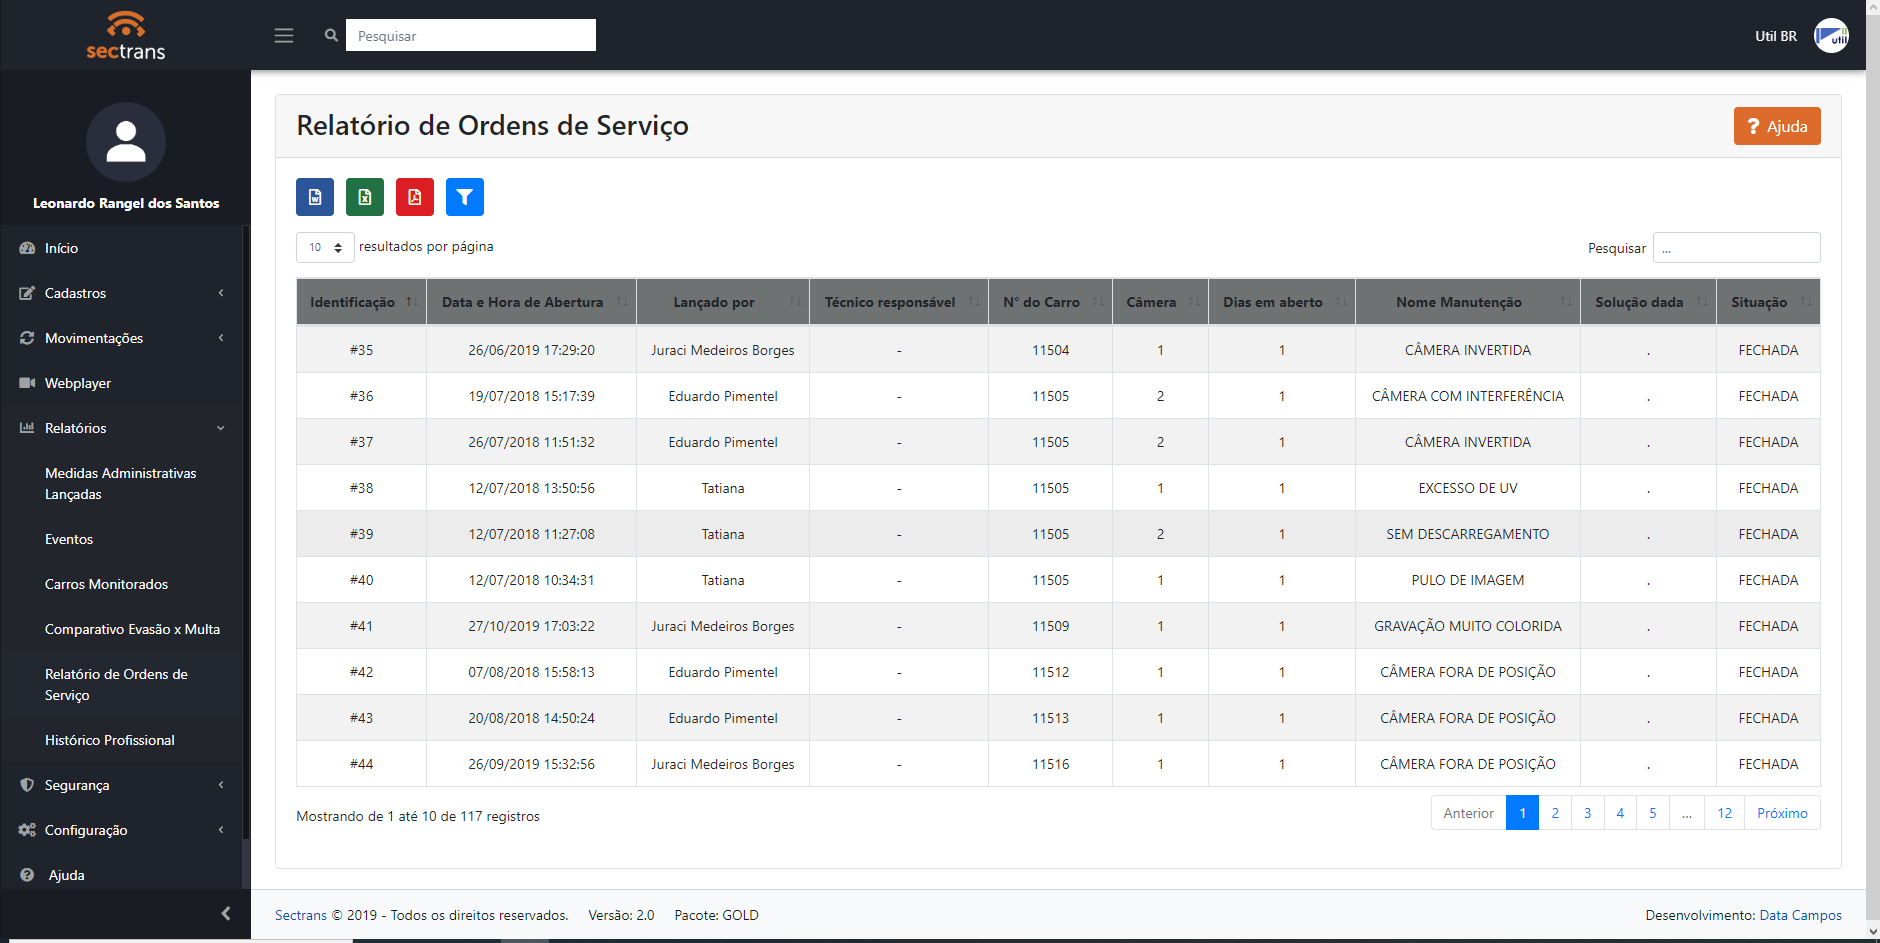 sectrans
Pesquisar
Util BR
util
Leonardo Rangel dos Santos
Início
Cadastros
Movimentações
Webplayer
Relatórios
Medidas Administrativas
Lançadas
Eventos
Carros Monitorados
Comparativo Evasão x Multa
Relatório de Ordens de
Serviço
Histórico Profissional
Segurança
Configuração
Ajuda
Relatório de Ordens de Serviço
? Ajuda
10 resultados por página
Pesquisar ...
Identificação Data e Hora de Abertura Lançado por Técnico responsável N° do Carro Câmera Dias em aberto Nome Manutenção Solução dada Situação
#35 26/06/2019 17:29:20 Juraci Medeiros Borges - 11504 1 1 CÂMERA INVERTIDA . FECHADA
#36 19/07/2018 15:17:39 Eduardo Pimentel - 11505 2 1 CÂMERA COM INTERFERÊNCIA . FECHADA
#37 26/07/2018 11:51:32 Eduardo Pimentel - 11505 2 1 CÂMERA INVERTIDA . FECHADA
#38 12/07/2018 13:50:56 Tatiana - 11505 1 1 EXCESSO DE UV . FECHADA
#39 12/07/2018 11:27:08 Tatiana - 11505 2 1 SEM DESCARREGAMENTO . FECHADA
#40 12/07/2018 10:34:31 Tatiana - 11505 1 1 PULO DE IMAGEM . FECHADA
#41 27/10/2019 17:03:22 Juraci Medeiros Borges - 11509 1 1 GRAVAÇÃO MUITO COLORIDA . FECHADA
#42 07/08/2018 15:58:13 Eduardo Pimentel - 11512 1 1 CÂMERA FORA DE POSIÇÃO . FECHADA
#43 20/08/2018 14:50:24 Eduardo Pimentel - 11513 1 1 CÂMERA FORA DE POSIÇÃO . FECHADA
#44 26/09/2019 15:32:56 Juraci Medeiros Borges - 11516 1 1 CÂMERA FORA DE POSIÇÃO . FECHADA
Mostrando de 1 até 10 de 117 registros
Anterior 1 2 3 4 5 ... 12 Próximo
Sectrans © 2019 - Todos os direitos reservados. Versão: 2.0 Pacote: GOLD
Desenvolvimento: Data Campos